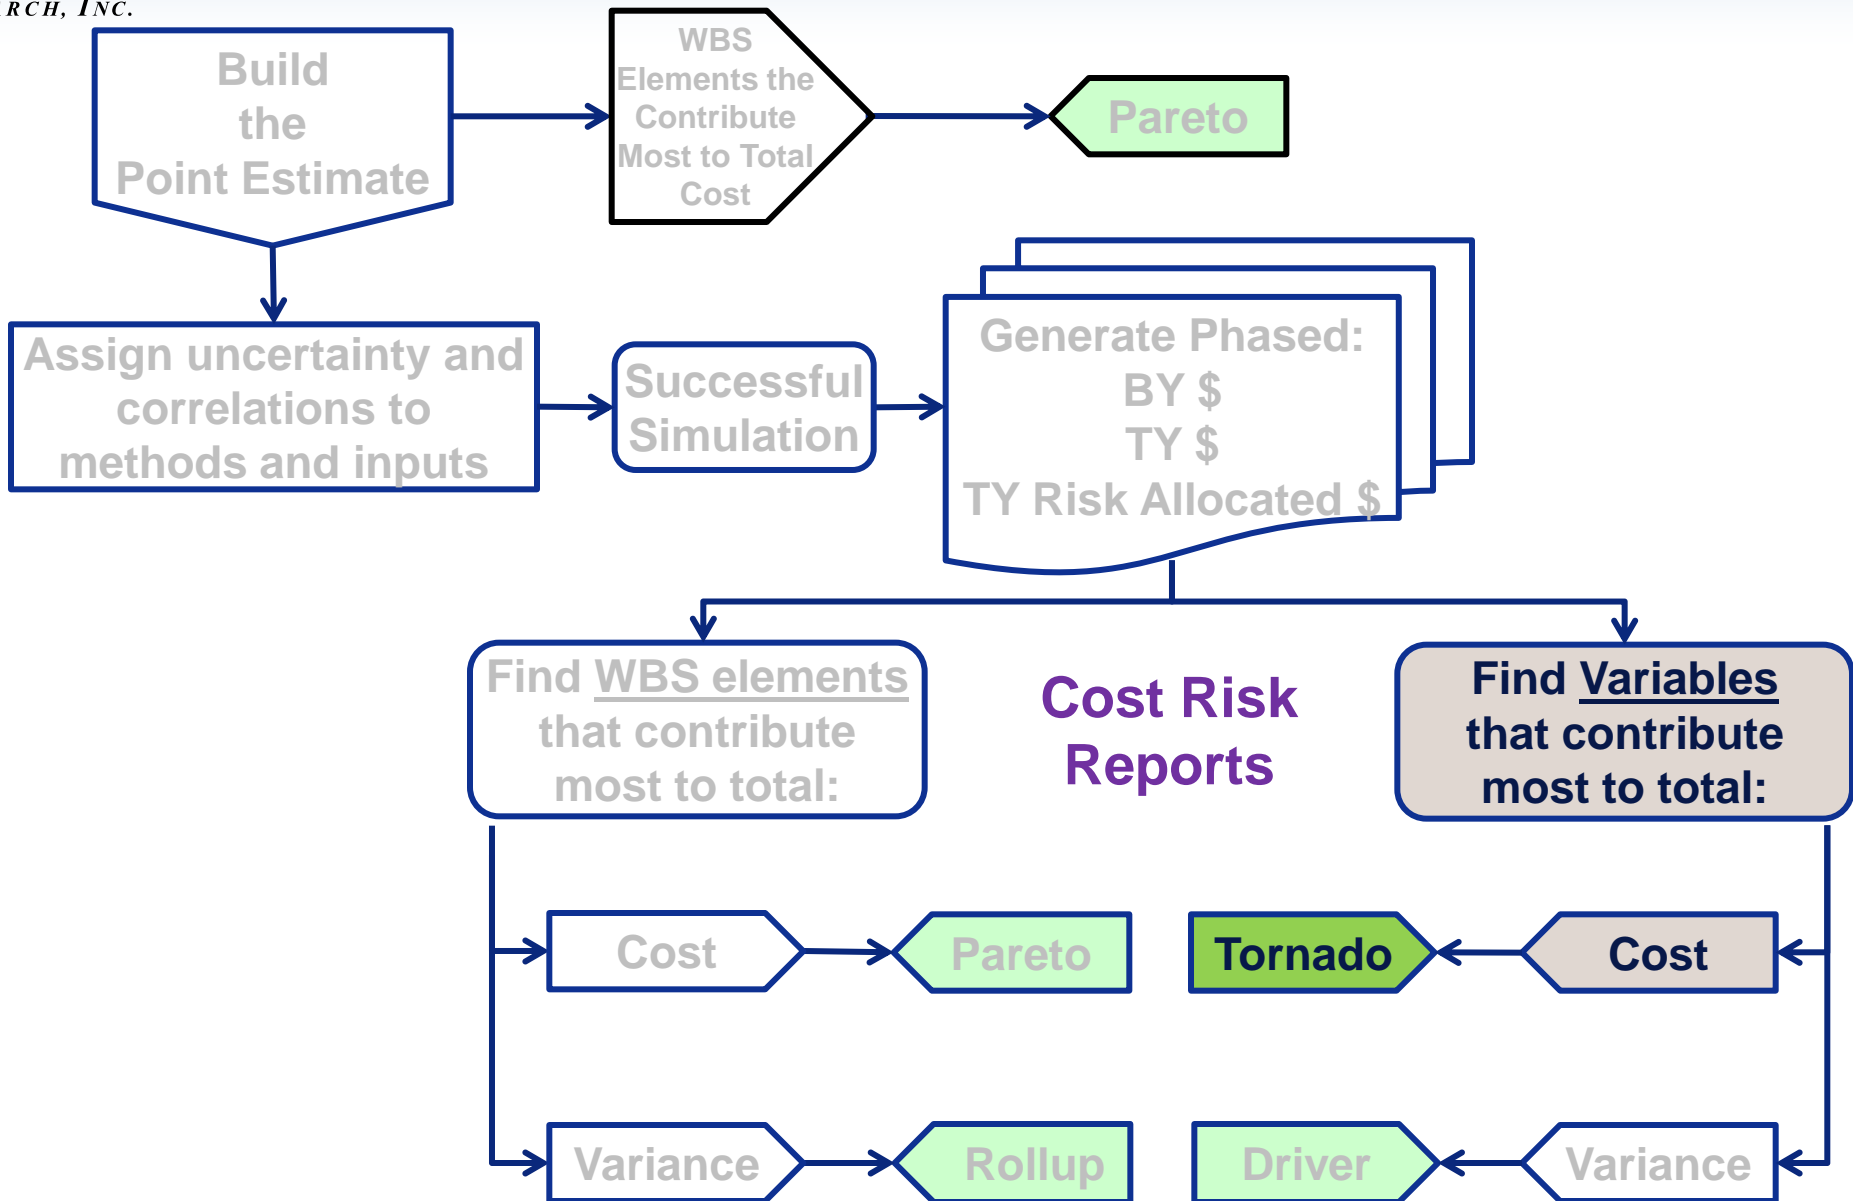 RCH, INC.
Build
the
Point Estimate
WBS
Elements the
Contribute
Most to Total
Cost
Pareto
Assign uncertainty and
correlations to
methods and inputs
Successful
Simulation
Generate Phased:
BY $
TY $
TY Risk Allocated $
Find WBS elements
that contribute
most to total:
Cost Risk
Reports
Find Variables
that contribute
most to total:
Cost
Pareto
Tornado
Cost
Variance
Rollup
Driver
Variance